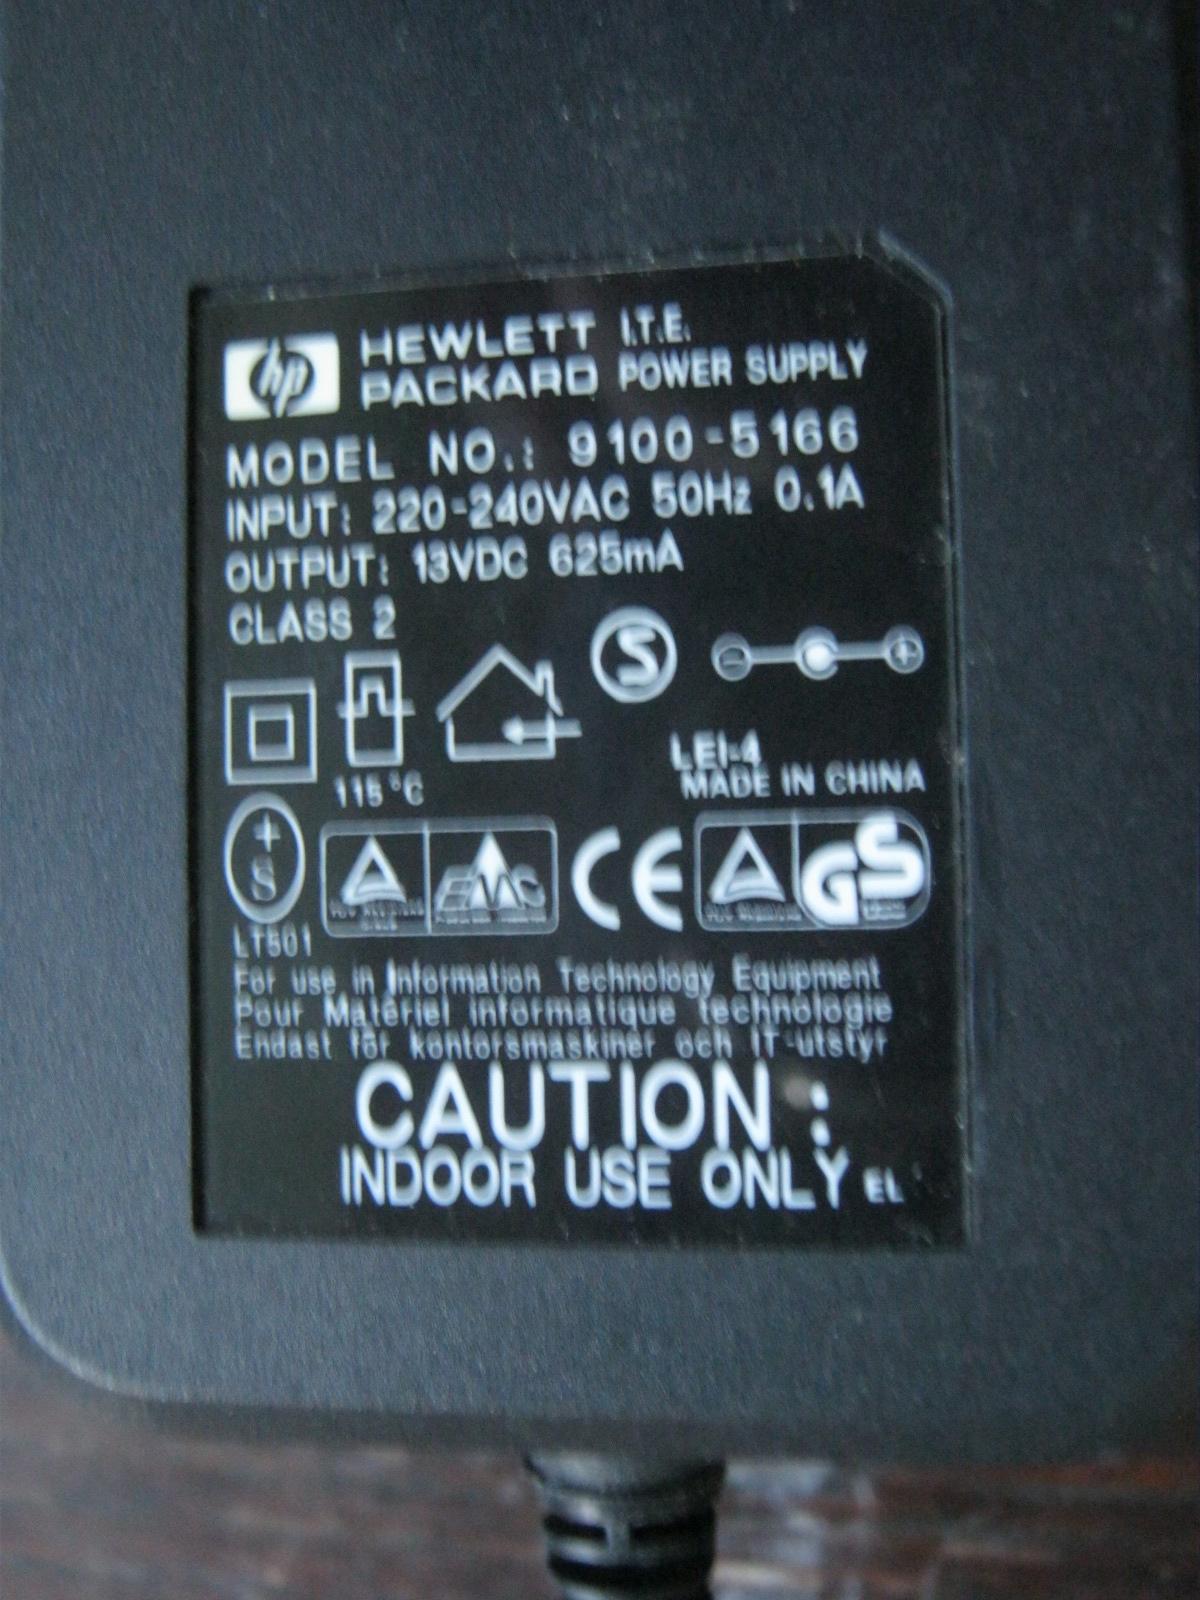 hp HEWLETT PACKARD I.T.E. POWER SUPPLY
MODEL NO.: 9100-5166
INPUT: 220-240VAC 50Hz 0.1A
OUTPUT: 13VDC 625mA
CLASS 2
S
- +
115°C
LEI-4
MADE IN CHINA
+S
CE
GS
LT501
For use in Information Technology Equipment
Pour Matériel informatique technologie
Endast för kontorsmaskiner och IT-utstyr
CAUTION:
INDOOR USE ONLY EL